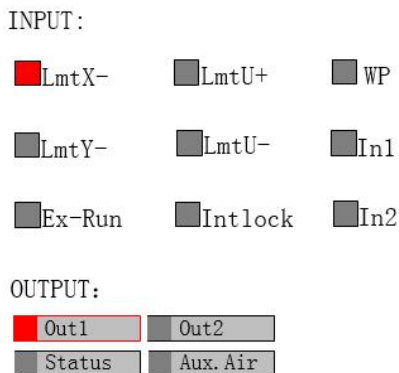 INPUT:
LmtX- LmtU+ WP
LmtY- LmtU- In1
Ex-Run Intlock In2
OUTPUT:
Out1 Out2
Status Aux.Air